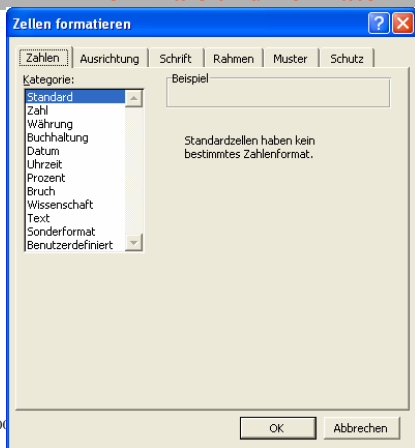 Zellen formatieren
Zahlen Ausrichtung Schrift Rahmen Muster Schutz
Kategorie:
Standard
Zahl
Währung
Buchhaltung
Datum
Uhrzeit
Prozent
Bruch
Wissenschaft
Text
Sonderformat
Benutzerdefiniert
Beispiel
Standardzellen haben kein
bestimmtes Zahlenformat.
OK Abbrechen